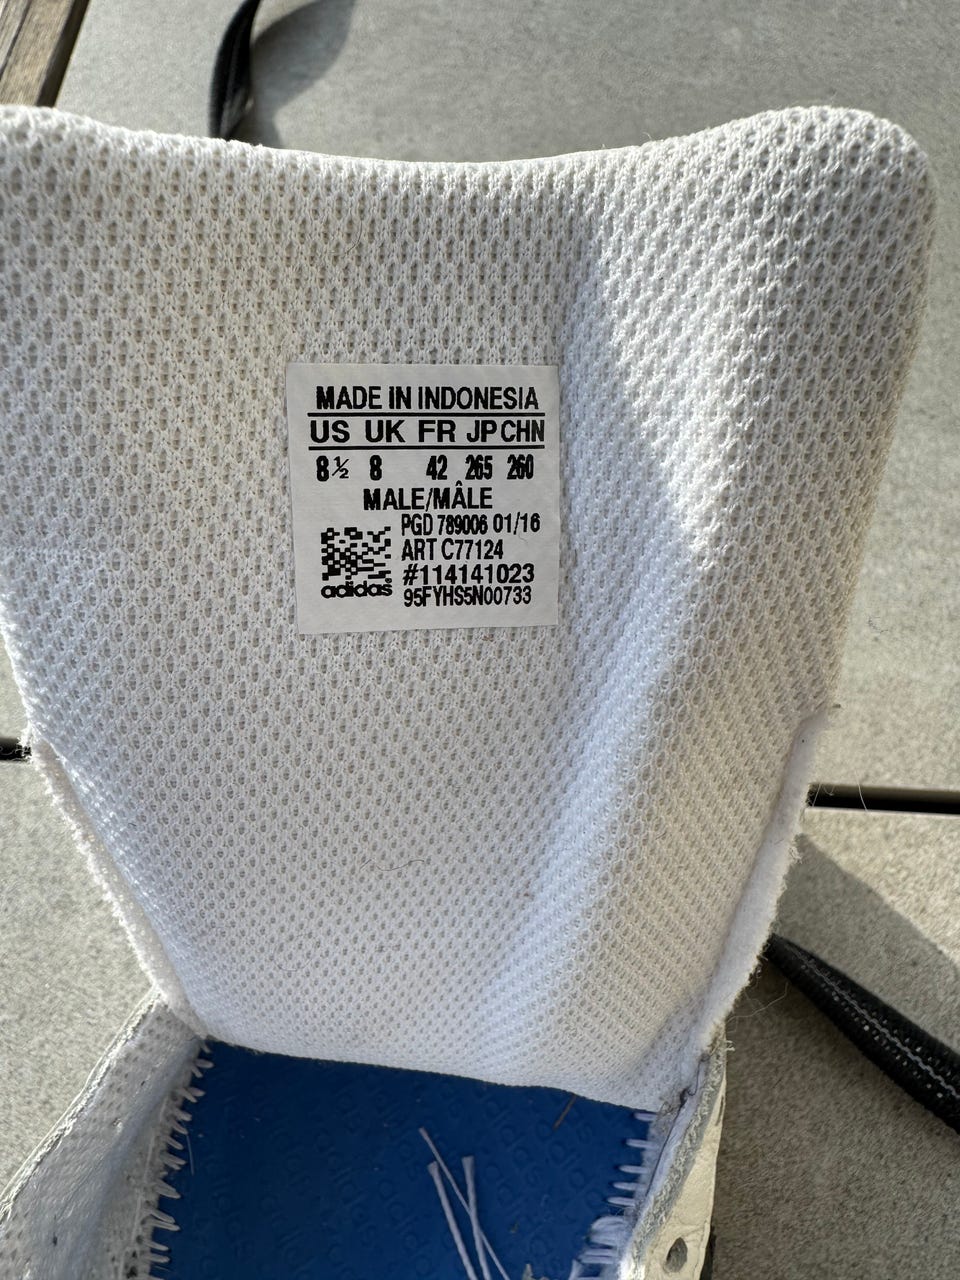 MADE IN INDONESIA
US UK FR JP CHN
8½ 8 42 265 260
MALE/MÂLE
PGD 789006 01/16
ART C77124
#114141023
adidas 95FYHS5N00733